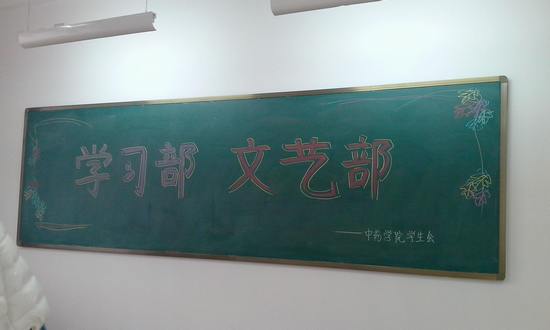 学习部 文艺部
——中药学院学生会